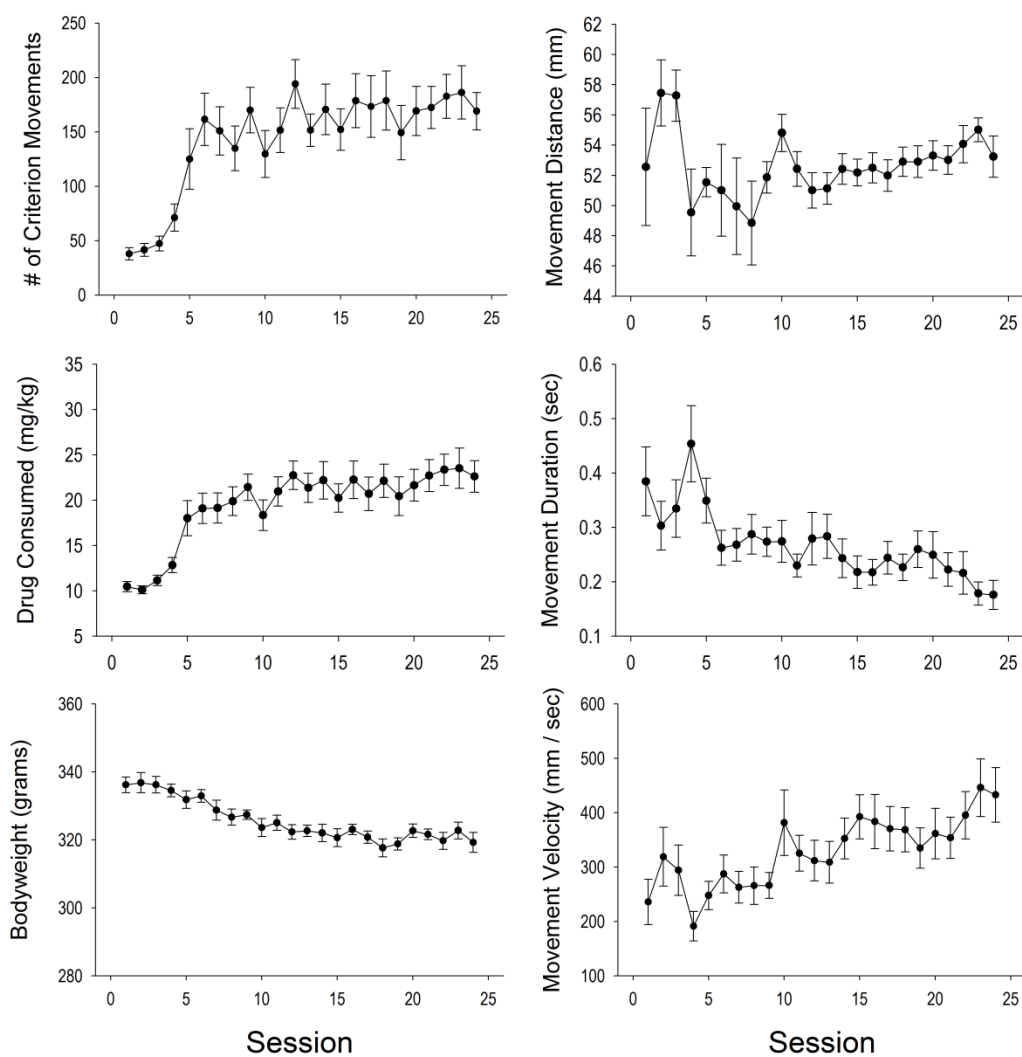 # of Criterion Movements
250
200
150
100
50
0
0 5 10 15 20 25
Movement Distance (mm)
62
60
58
56
54
52
50
48
46
44
0 5 10 15 20 25
Drug Consumed (mg/kg)
35
30
25
20
15
10
5
0 5 10 15 20 25
Movement Duration (sec)
0.6
0.5
0.4
0.3
0.2
0.1
0 5 10 15 20 25
Bodyweight (grams)
360
340
320
300
280
0 5 10 15 20 25
Session
Movement Velocity (mm / sec)
600
500
400
300
200
100
0 5 10 15 20 25
Session